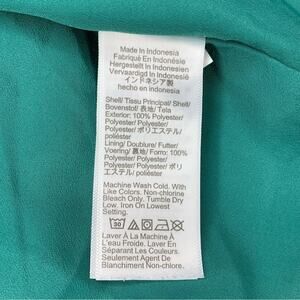 Made In Indonesia
Fabriqué En Indonésie
Hergestellt In Indonesien
Vervaardigd In Indonesië
インドネシア製
hecho en indonesia
Shell/ Tissu Principal/ Shell/
Bovenstof/ 表地/ Tela
Exterior: 100% Polyester/
Polyester/ Polyester/
Polyester/ ポリエステル/
poliéster
Lining/ Doublure/ Futter/
Voering/ 裏地/ Forro: 100%
Polyester/ Polyester/
Polyester/ Polyester/ ポリ
エステル/ poliéster
Machine Wash Cold. With
Like Colors. Non-chlorine
Bleach Only. Tumble Dry
Low. Iron On Lowest
Setting.
30
Laver À La Machine À
L'eau Froide. Laver En
Séparant Les Couleurs.
Seulement Agent De
Blanchiment Non-chloré.